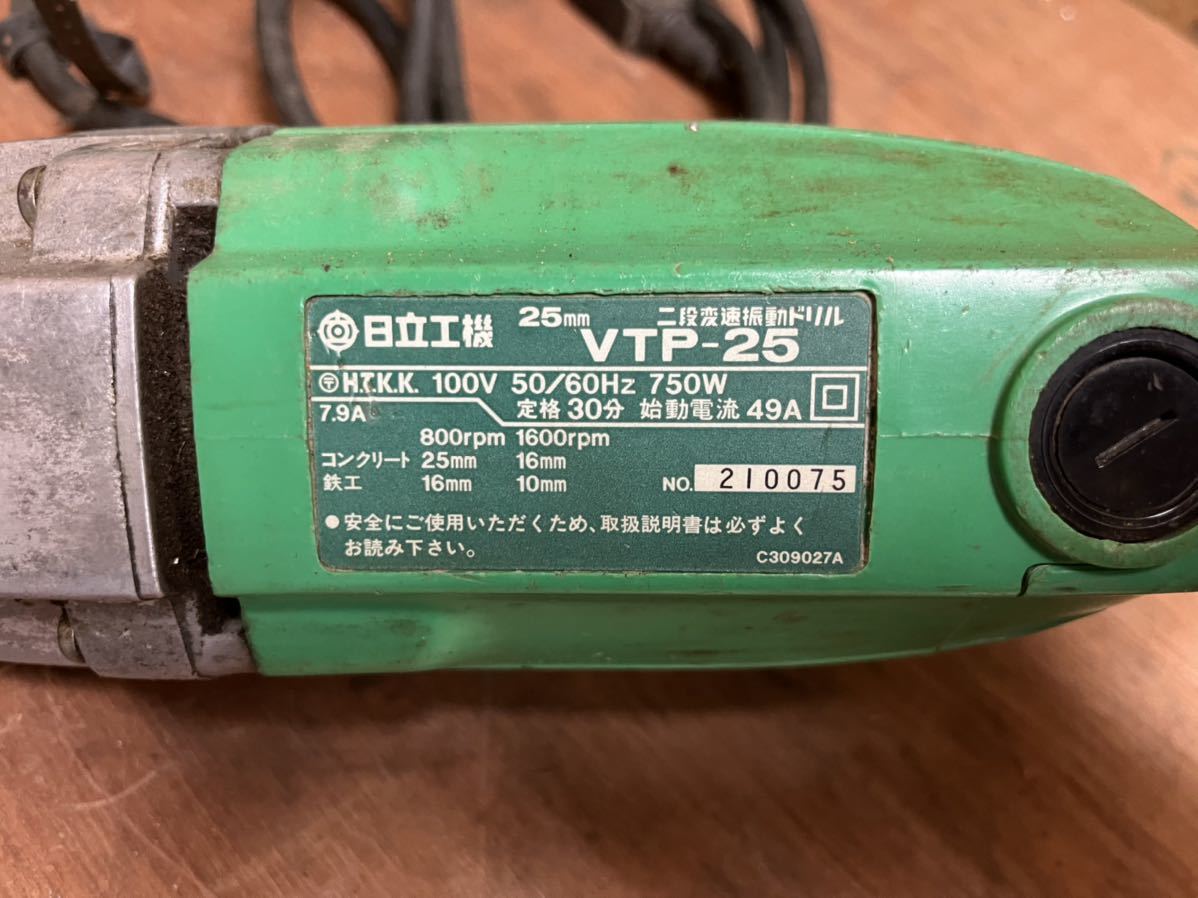 日立工機 25mm 二段変速振動ドリル
VTP-25
〒 H.T.K.K. 100V 50/60Hz 750W
7.9A 定格 30分 始動電流 49A
800rpm 1600rpm
コンクリート 25mm 16mm
鉄工 16mm 10mm NO. 210075
●安全にご使用いただくため、取扱説明書は必ずよく
お読み下さい。
C309027A